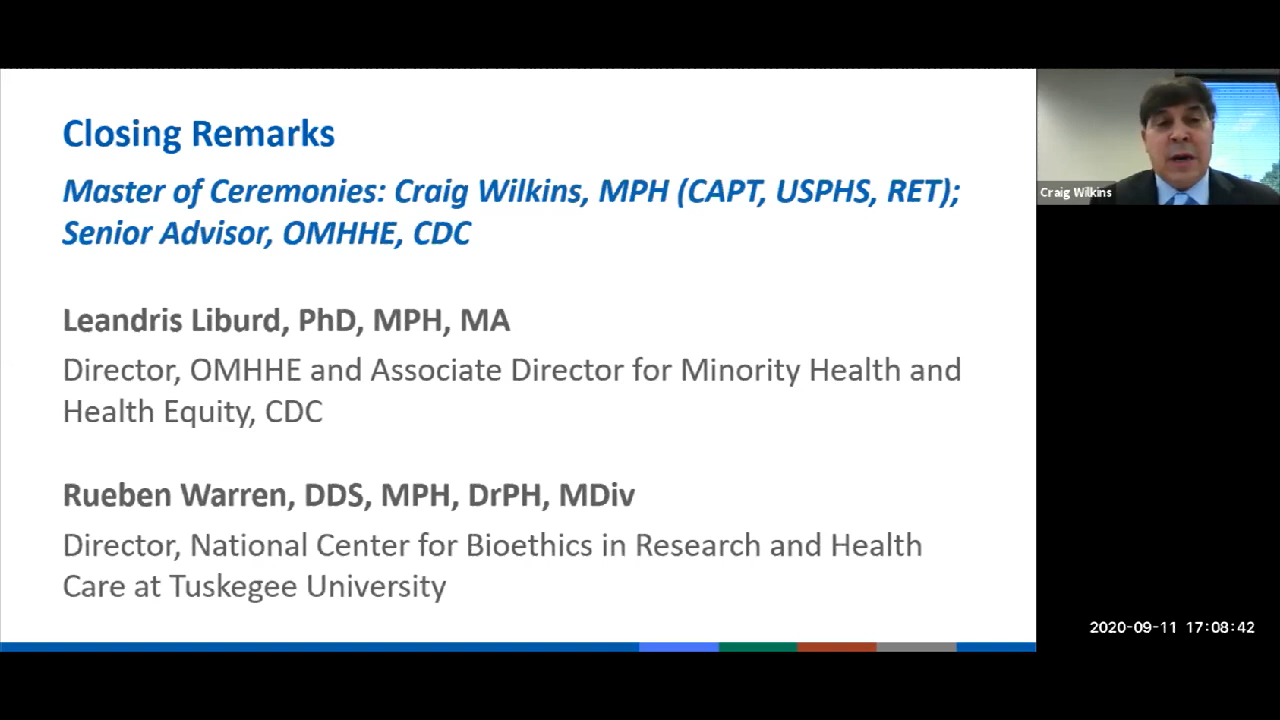 Closing Remarks
Master of Ceremonies: Craig Wilkins, MPH (CAPT, USPHS, RET);
Senior Advisor, OMHHE, CDC
Leandris Liburd, PhD, MPH, MA
Director, OMHHE and Associate Director for Minority Health and
Health Equity, CDC
Rueben Warren, DDS, MPH, DrPH, MDiv
Director, National Center for Bioethics in Research and Health
Care at Tuskegee University
Craig Wilkins
2020-09-11 17:08:42